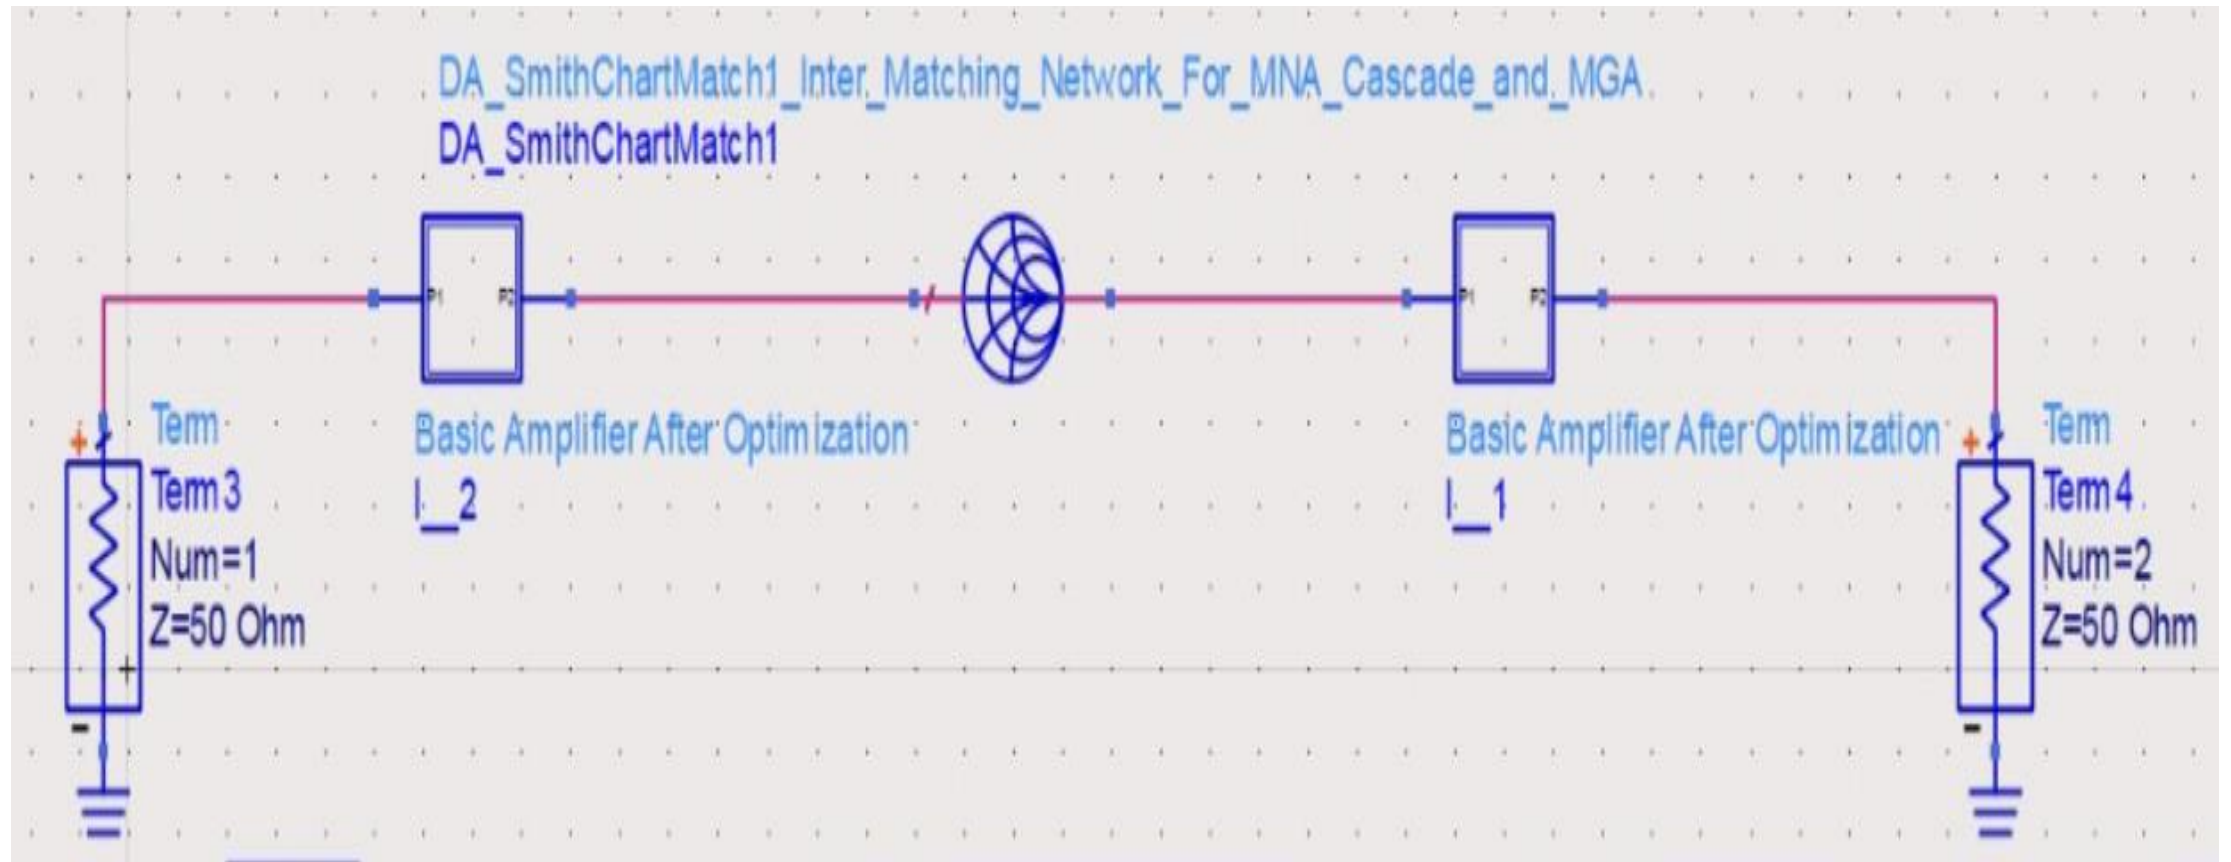 DA_SmithChartMatch1_Inter_Matching_Network_For_MNA_Cascade_and_MGA
DA_SmithChartMatch1
P1
P2
P1
P2
Basic Amplifier After Optimization
I__2
Basic Amplifier After Optimization
I__1
+
Term
Term3
Num=1
Z=50 Ohm
-
+
Term
Term4
Num=2
Z=50 Ohm
-